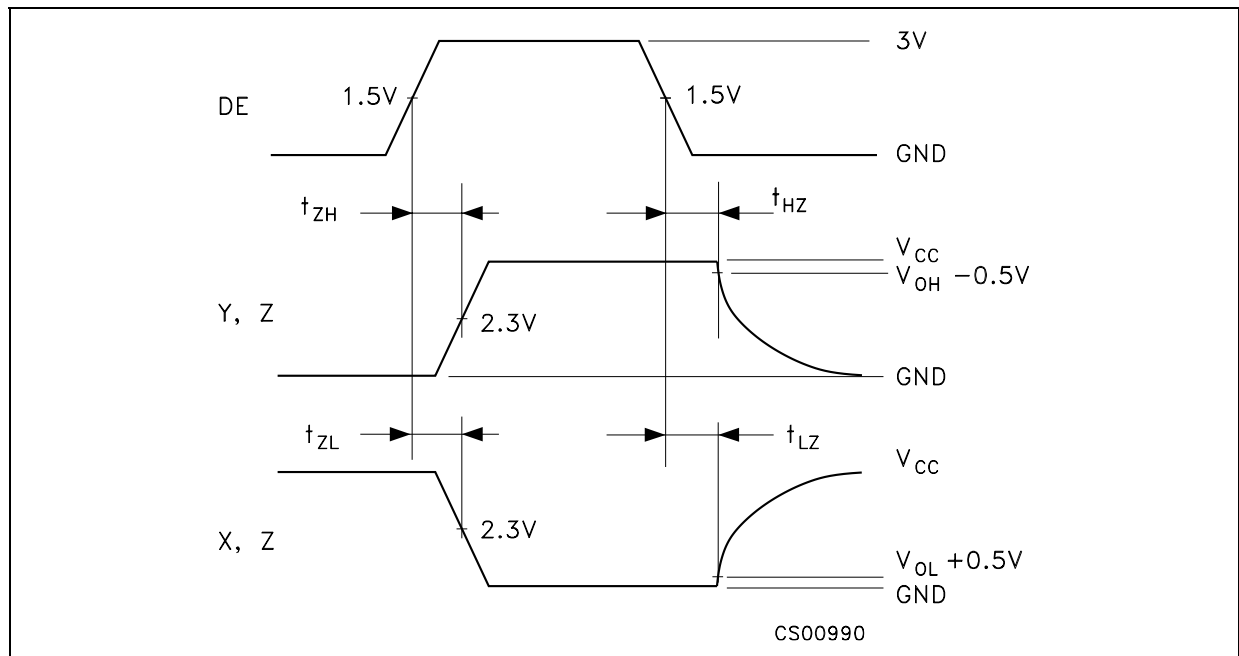 3V
DE
1.5V
1.5V
GND
tZH
tHZ
VCC
VOH −0.5V
Y, Z
2.3V
GND
tZL
tLZ
VCC
X, Z
2.3V
VOL +0.5V
GND
CS00990